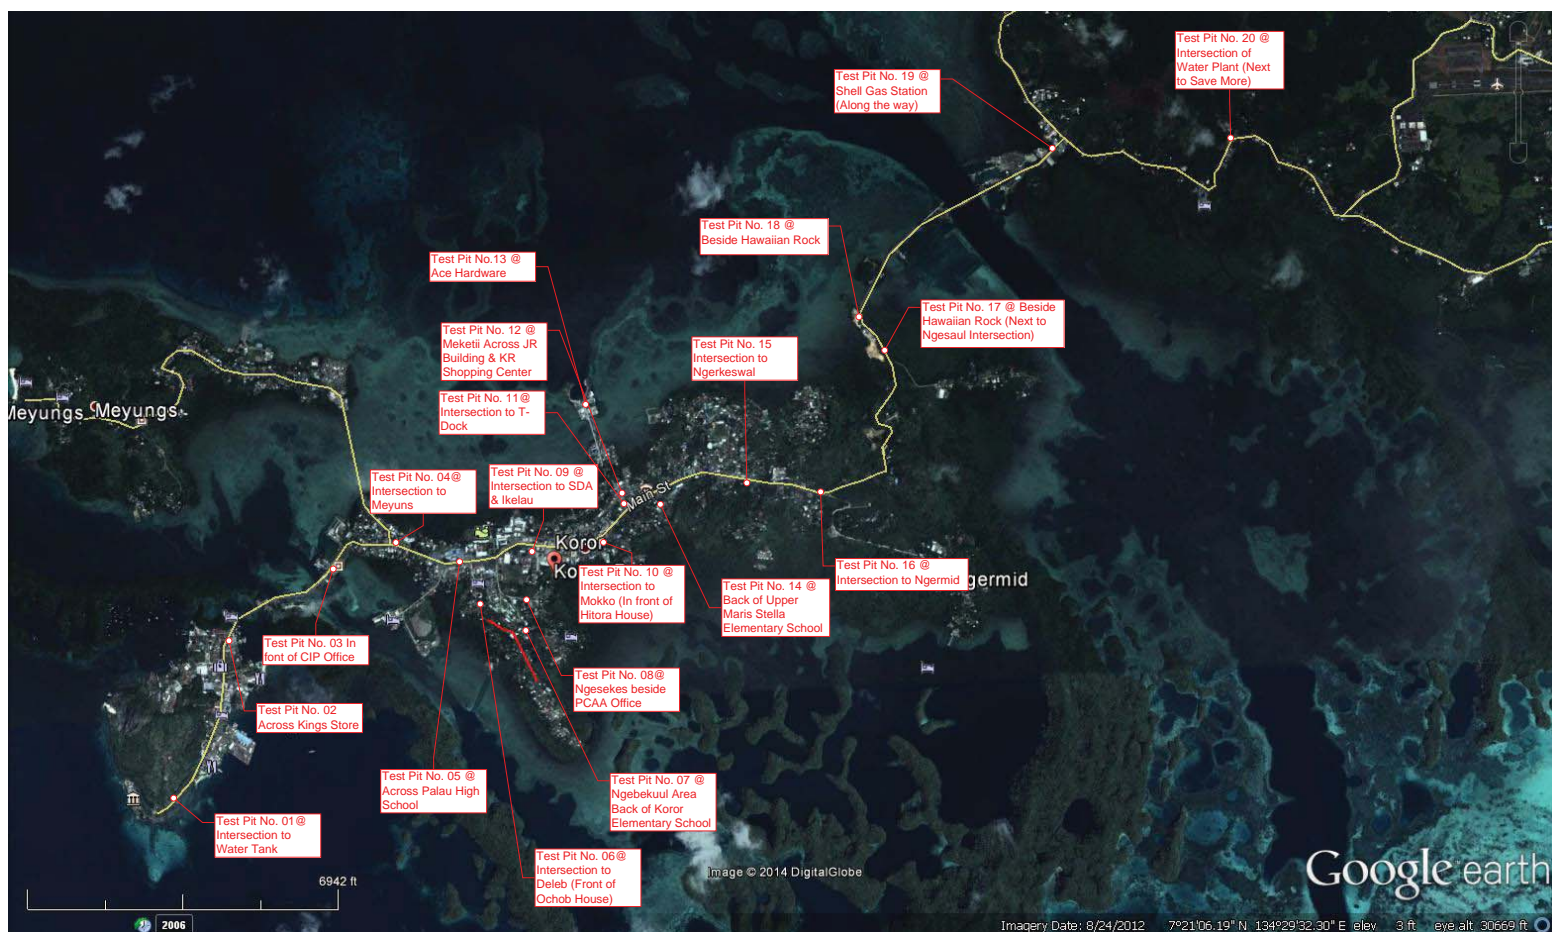 Test Pit No. 20 @
Intersection of
Water Plant (Next
to Save More)
Test Pit No. 19 @
Shell Gas Station
(Along the way)
Test Pit No. 18 @
Beside Hawaiian Rock
Test Pit No.13 @
Ace Hardware
Test Pit No. 17 @ Beside
Hawaiian Rock (Next to
Ngesaul Intersection)
Test Pit No. 12 @
Meketii Across JR
Building & KR
Shopping Center
Test Pit No. 15
Intersection to
Ngerkeswal
Test Pit No. 11@
Intersection to T-
Dock
Meyungs
Meyungs
Test Pit No. 04@
Intersection to
Meyuns
Test Pit No. 09 @
Intersection to SDA
& Ikelau
Main St
Koror
Ko
Test Pit No. 10 @
Intersection to
Mokko (In front of
Hitora House)
Test Pit No. 14 @
Back of Upper
Maris Stella
Elementary School
Test Pit No. 16 @
Intersection to Ngermid
germid
Test Pit No. 03 In
font of CIP Office
Test Pit No. 08@
Ngesekes beside
PCAA Office
Test Pit No. 02
Across Kings Store
Test Pit No. 05 @
Across Palau High
School
Test Pit No. 07 @
Ngebekuul Area
Back of Koror
Elementary School
Test Pit No. 01@
Intersection to
Water Tank
Test Pit No. 06@
Intersection to
Deleb (Front of
Ochob House)
Image © 2014 DigitalGlobe
Google earth
6942 ft
2006
Imagery Date: 8/24/2012 7°21'06.19" N 134°29'32.30" E elev 3 ft eye alt 30669 ft